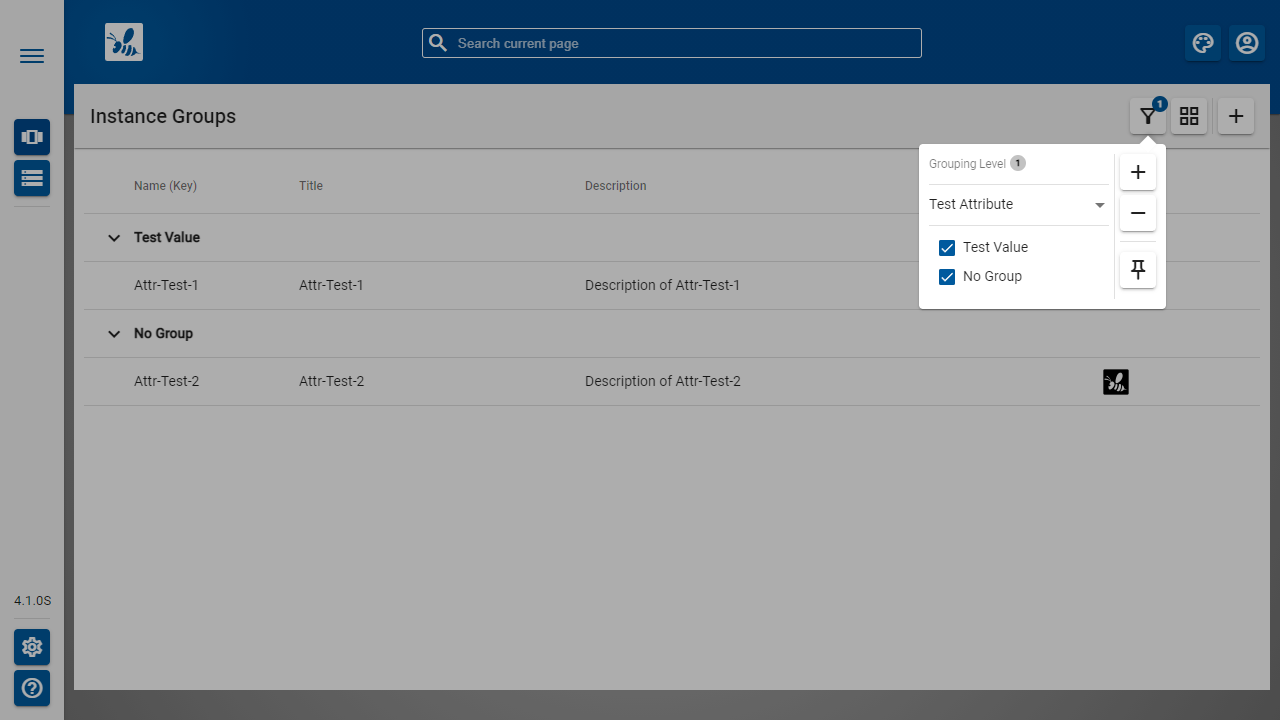 Search current page
Instance Groups
1
Grouping Level 1
Name (Key) Title Description
Test Attribute
Test Value
Test Value
No Group
Attr-Test-1 Attr-Test-1 Description of Attr-Test-1
No Group
Attr-Test-2 Attr-Test-2 Description of Attr-Test-2
4.1.0S